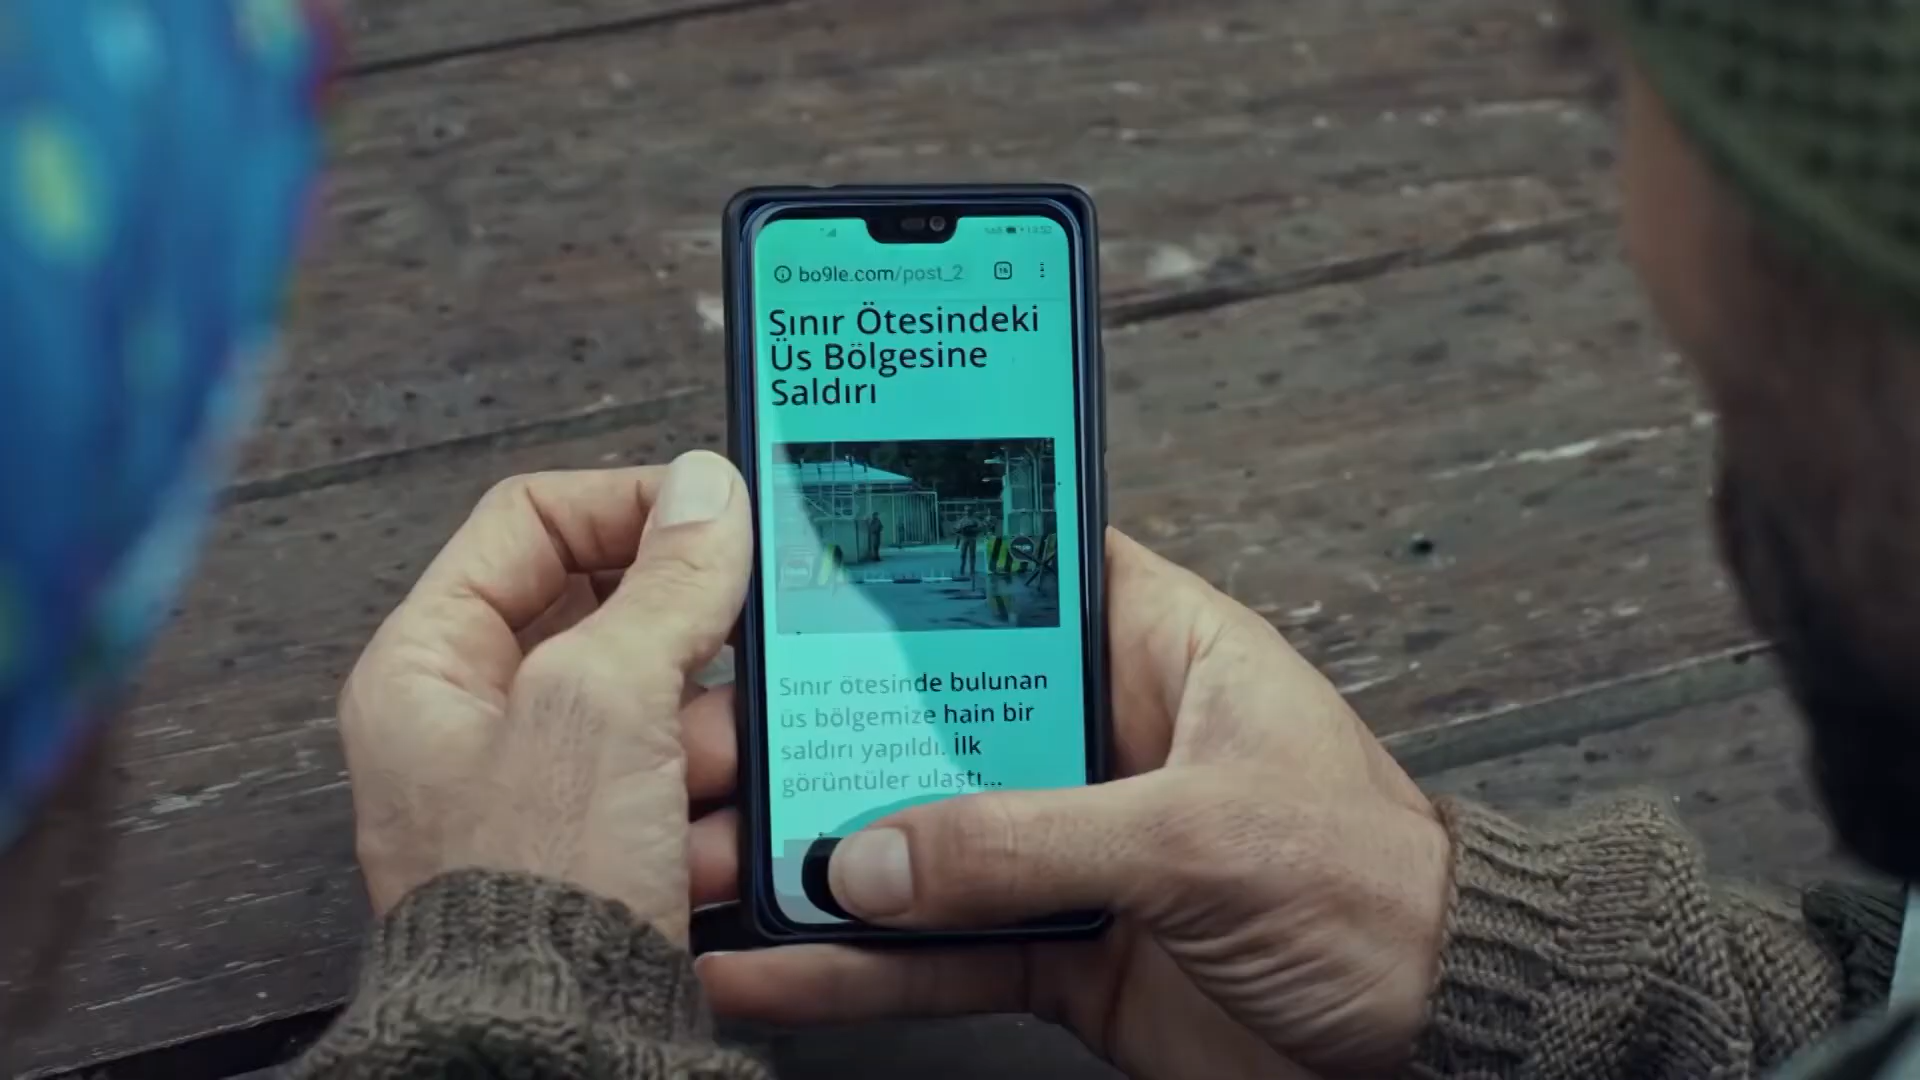 bo9le.com/post_2
Sınır Ötesindeki
Üs Bölgesine
Saldırı
Sınır ötesinde bulunan
üs bölgemize hain bir
saldırı yapıldı. İlk
görüntüler ulaştı...